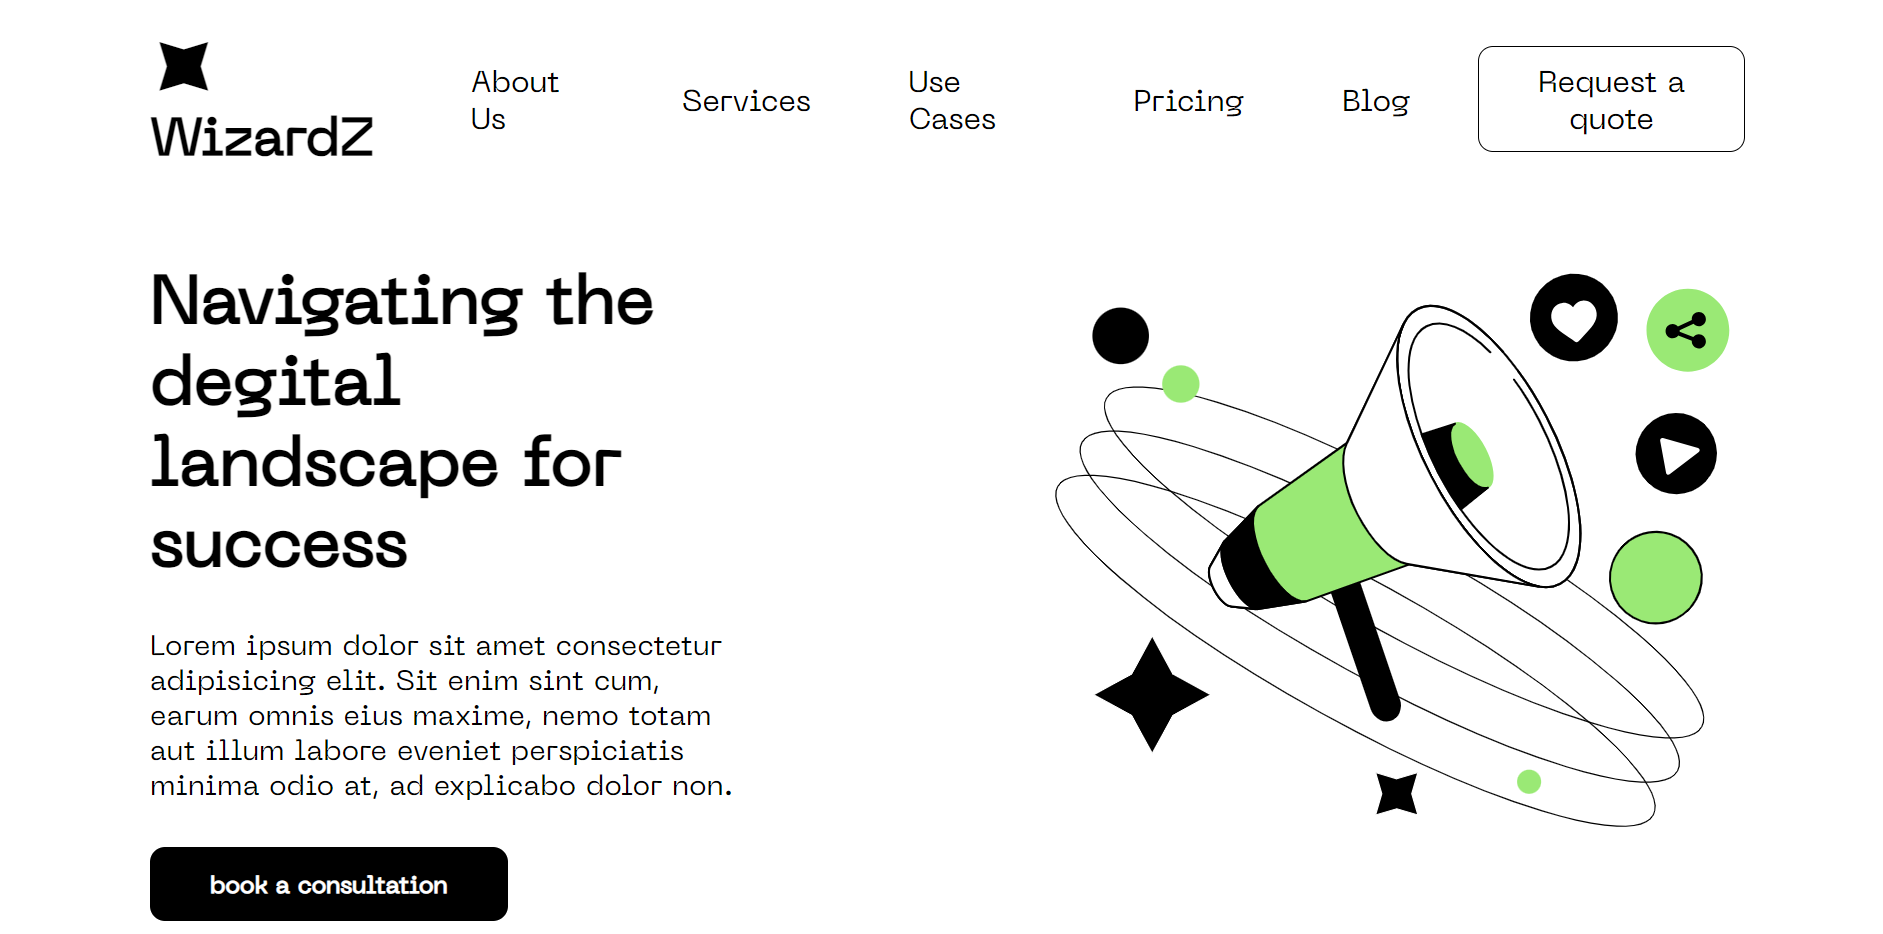 WizardZ
About
Us
Services
Use
Cases
Pricing
Blog
Request a
quote
Navigating the
degital
landscape for
success
Lorem ipsum dolor sit amet consectetur
adipisicing elit. Sit enim sint cum,
earum omnis eius maxime, nemo totam
aut illum labore eveniet perspiciatis
minima odio at, ad explicabo dolor non.
book a consultation